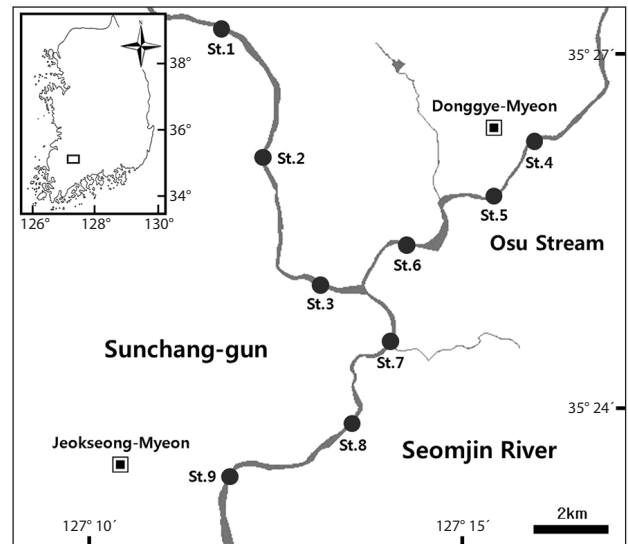 N
St.1
38°
35° 27´
Donggye-Myeon
36°
St.4
St.2
34°
126°
128°
130°
St.5
Osu Stream
St.6
St.3
Sunchang-gun
St.7
35° 24´
St.8
Jeokseong-Myeon
Seomjin River
St.9
2km
127° 10´
127° 15´